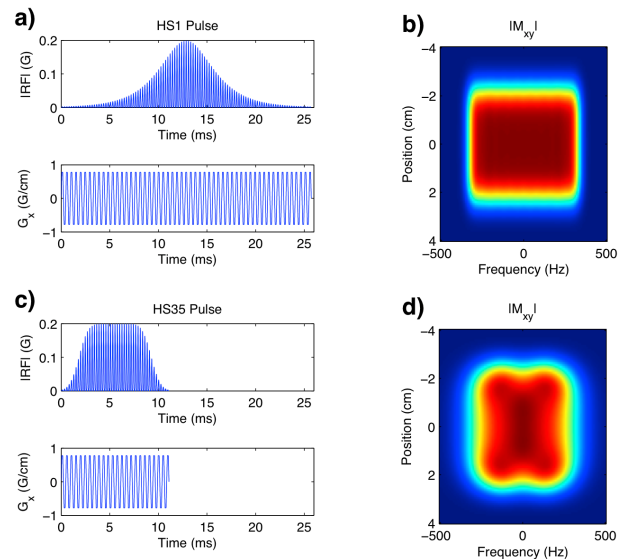 a)
HS1 Pulse
|RF| (G)
0.2
0.1
0
0 5 10 15 20 25
Time (ms)
Gx (G/cm)
1
0
−1
0 5 10 15 20 25
Time (ms)
b)
|Mxy|
Position (cm)
−4
−2
0
2
4
−500 0 500
Frequency (Hz)
c)
HS35 Pulse
|RF| (G)
0.2
0.1
0
0 5 10 15 20 25
Time (ms)
Gx (G/cm)
1
0
−1
0 5 10 15 20 25
Time (ms)
d)
|Mxy|
Position (cm)
−4
−2
0
2
4
−500 0 500
Frequency (Hz)